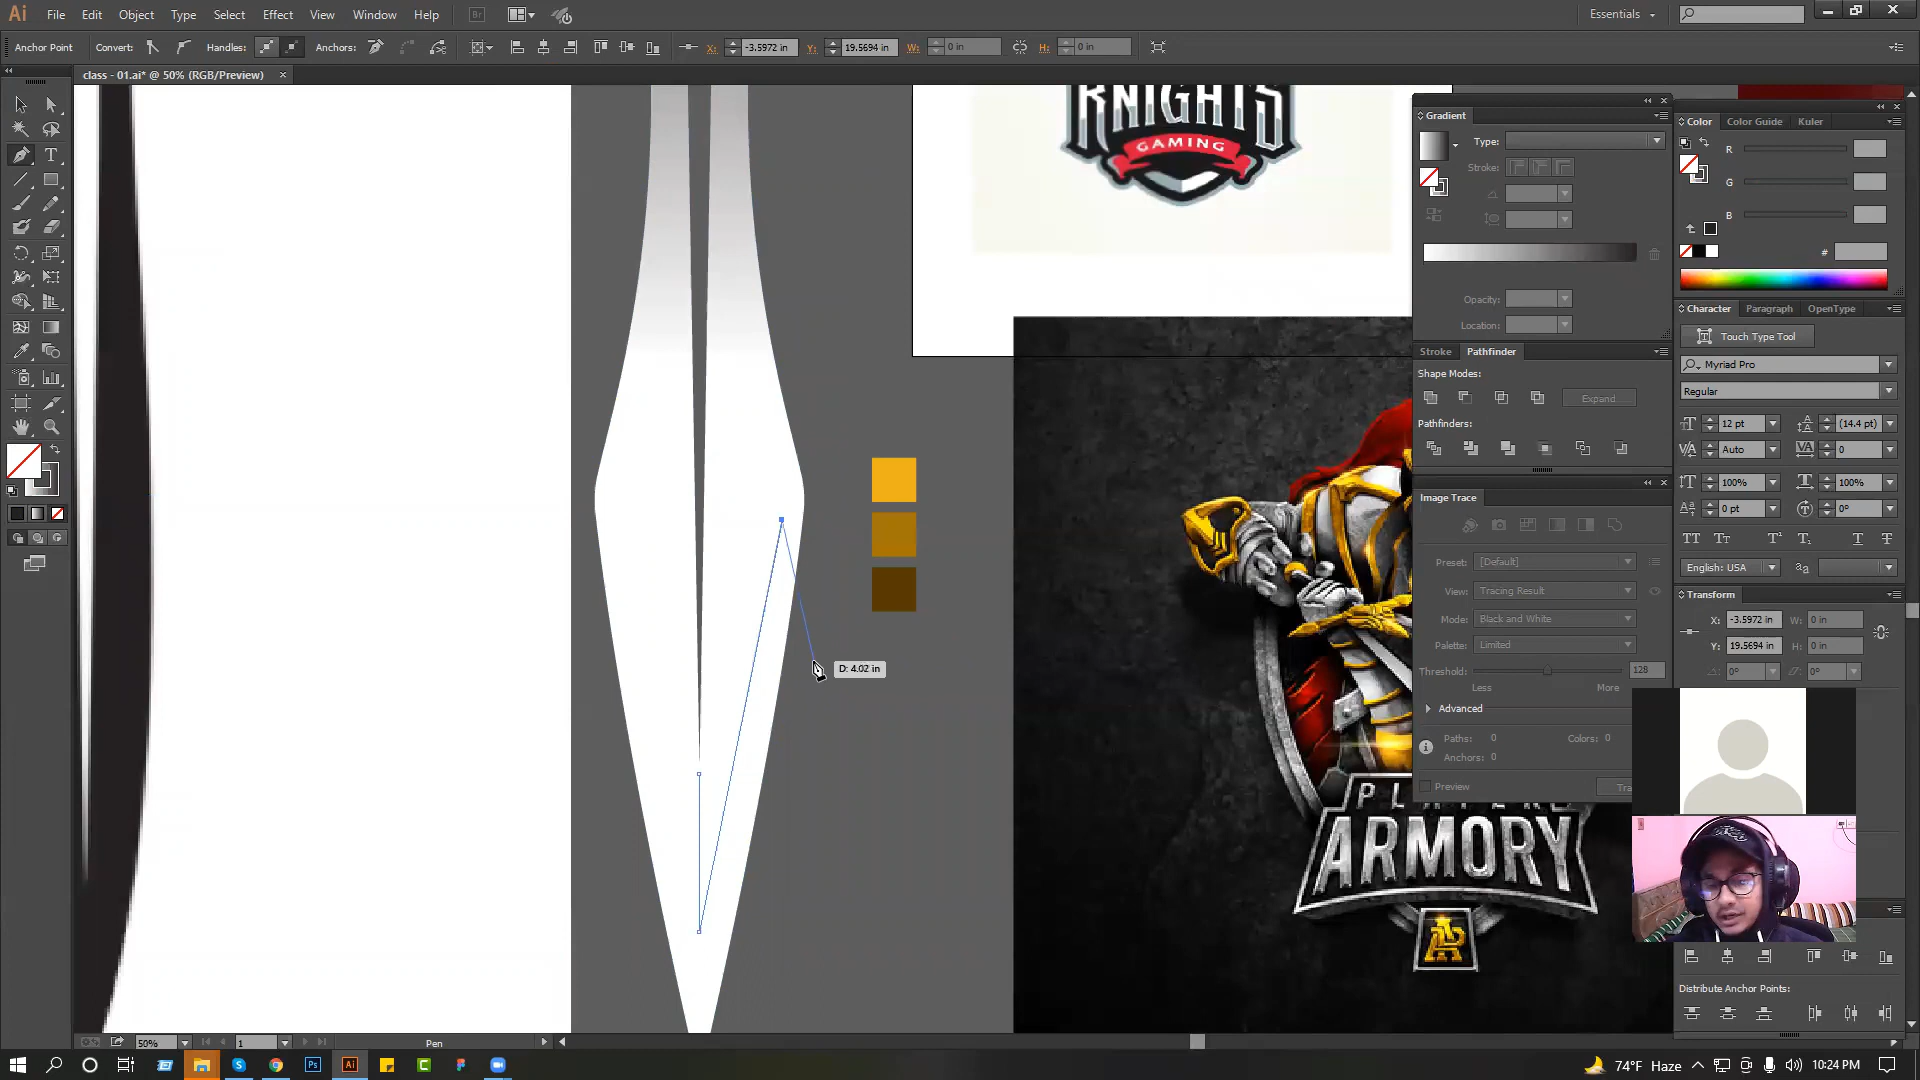 Ai File Edit Object Type Select Effect View Window Help Br Essentials
Anchor Point Convert: Handles: Anchors: X: -3.5972 in Y: 19.5694 in W: 0 in H: 0 in
class - 01.ai* @ 50% (RGB/Preview)
KNIGHTS
GAMING
Gradient
Type:
Stroke:
Opacity:
Location:
Color Color Guide Kuler
R
G
B
#
Character Paragraph OpenType
Touch Type Tool
Myriad Pro
Regular
12 pt (14.4 pt)
Auto 0
100% 100%
0 pt 0°
English: USA
Stroke Pathfinder
Shape Modes:
Expand
Pathfinders:
Image Trace
Preset: [Default]
View: Tracing Result
Mode: Black and White
Palette: Limited
Threshold: 128
Less More
Advanced
Paths: 0 Colors: 0
Anchors: 0
Preview
Transform
X: -3.5972 in W: 0 in
Y: 19.5694 in H: 0 in
0° 0°
D: 4.02 in
ARMORY
AP
Distribute Anchor Points:
50% 1 Pen
Ps Ai
74°F Haze 10:24 PM